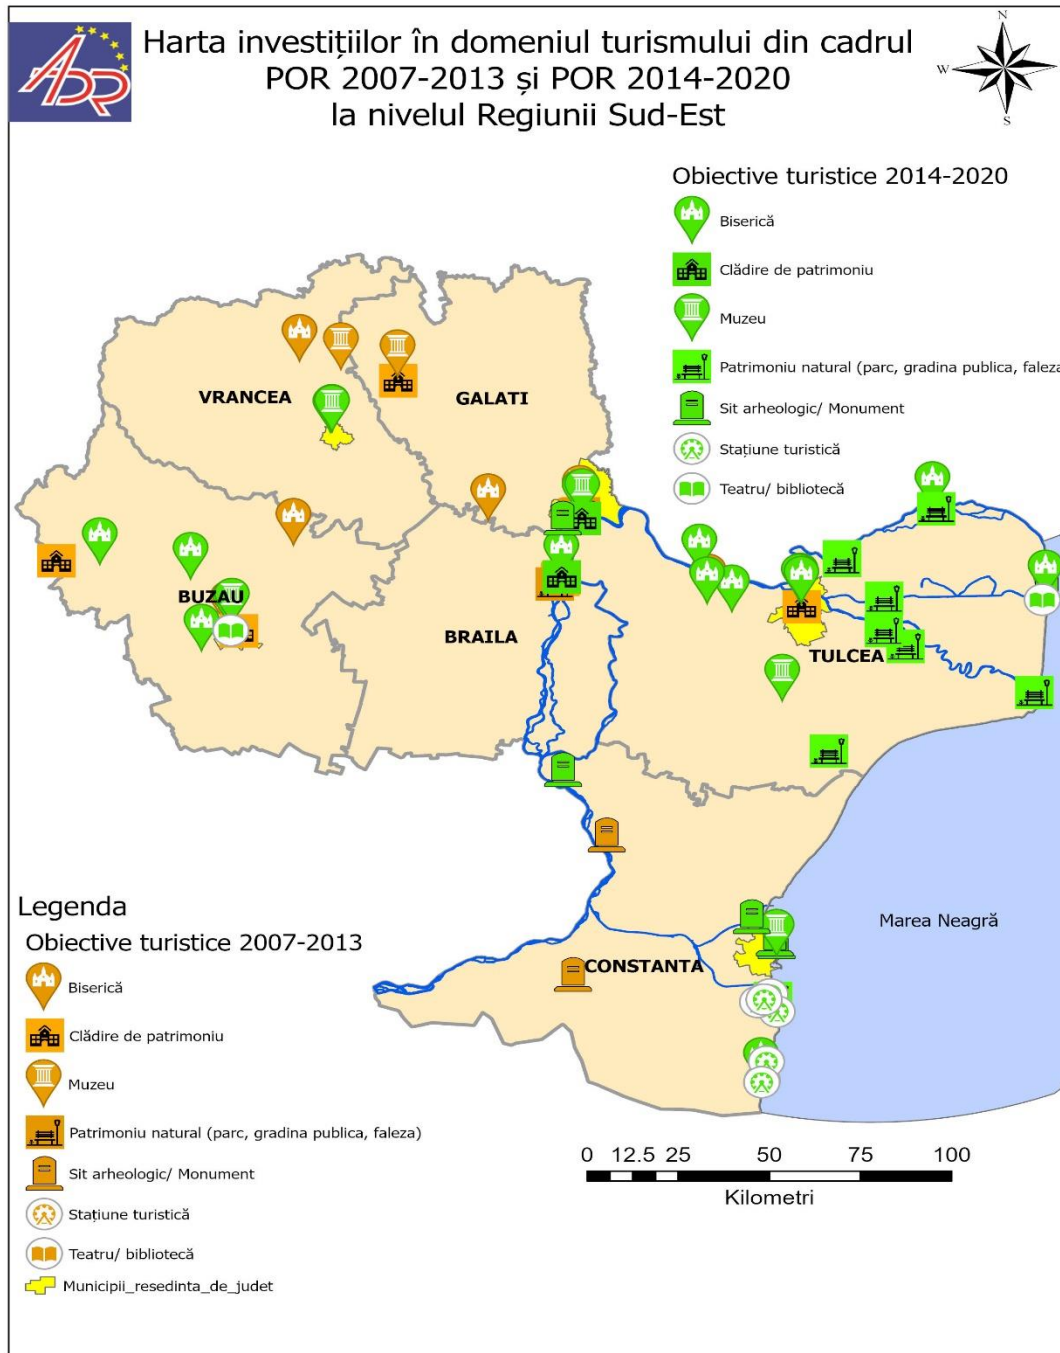 ADR
Harta investițiilor în domeniul turismului din cadrul
POR 2007-2013 și POR 2014-2020
la nivelul Regiunii Sud-Est
N
W
S
Obiective turistice 2014-2020
Biserică
Clădire de patrimoniu
Muzeu
Patrimoniu natural (parc, gradina publica, faleza
Sit arheologic/ Monument
Stațiune turistică
Teatru/ bibliotecă
VRANCEA
GALATI
BUZAU
BRAILA
TULCEA
CONSTANTA
Marea Neagră
Legenda
Obiective turistice 2007-2013
Biserică
Clădire de patrimoniu
Muzeu
Patrimoniu natural (parc, gradina publica, faleza)
Sit arheologic/ Monument
Stațiune turistică
Teatru/ bibliotecă
Municipii_resedinta_de_judet
0 12.5 25 50 75 100
Kilometri